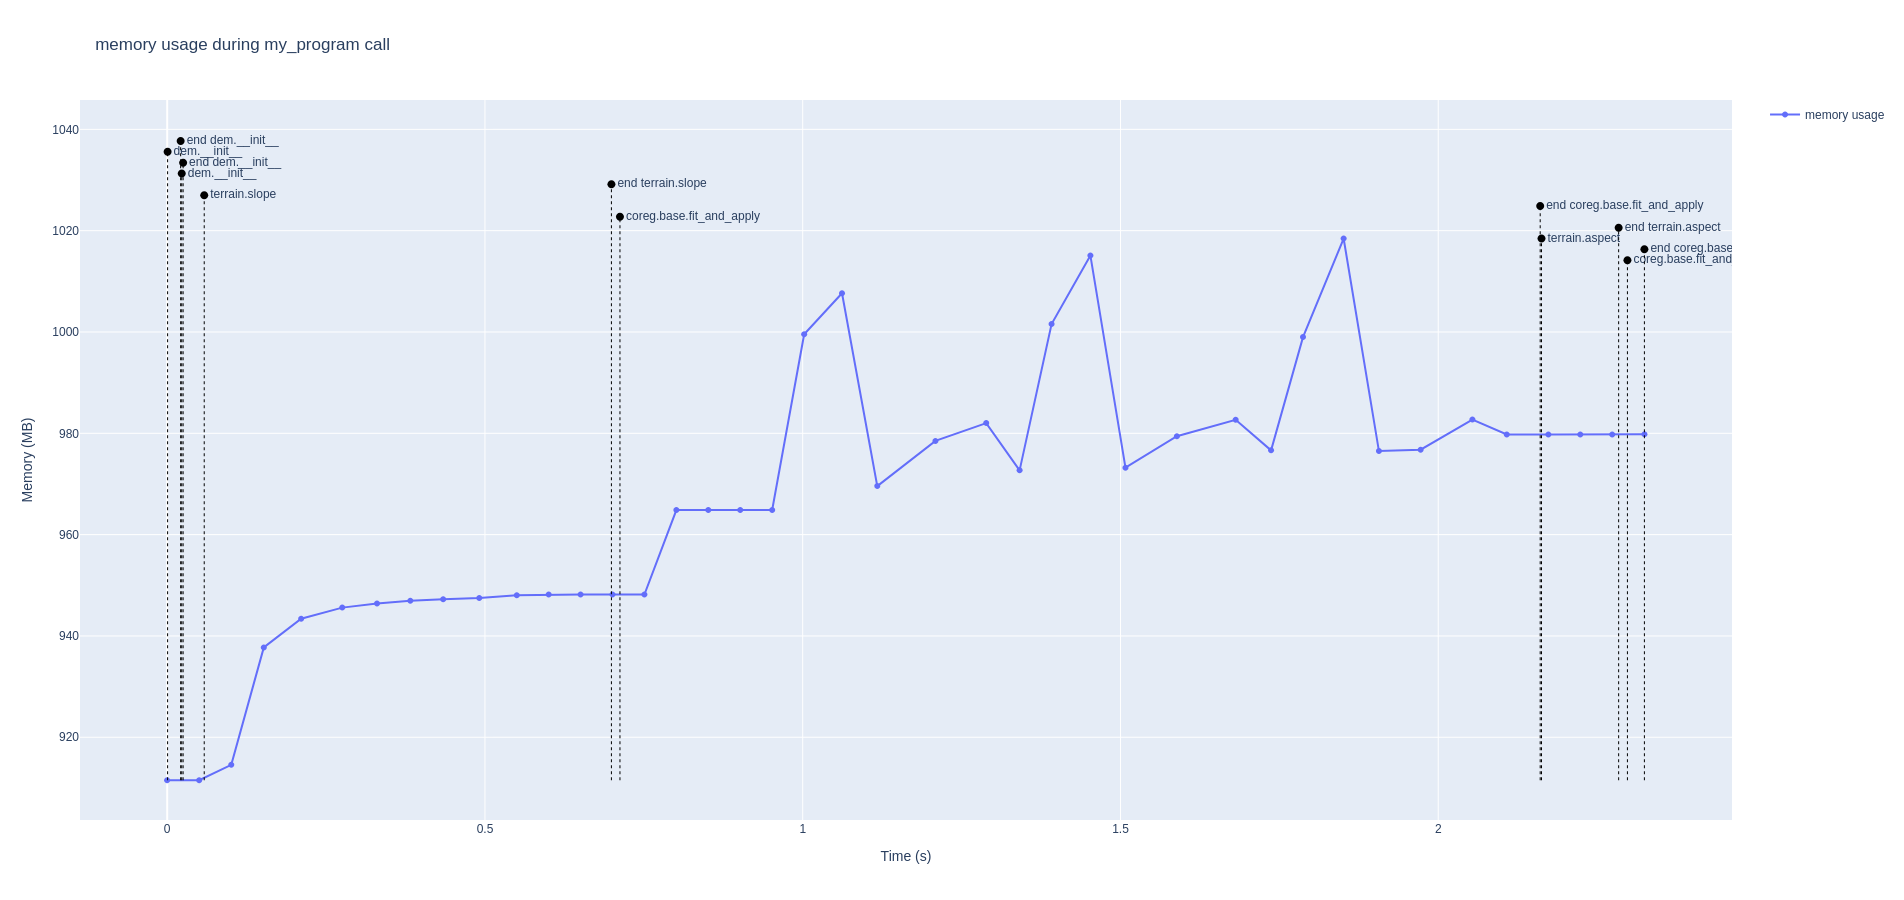 memory usage during my_program call
memory usage
1040
1020
1000
980
960
940
920
Memory (MB)
end dem.__init__
dem.__init__
end dem.__init__
dem.__init__
terrain.slope
end terrain.slope
coreg.base.fit_and_apply
end coreg.base.fit_and_apply
end terrain.aspect
terrain.aspect
end coreg.base
coreg.base.fit_and
0
0.5
1
1.5
2
Time (s)